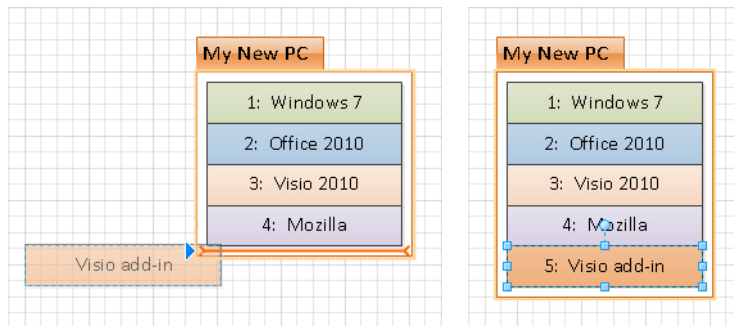 My New PC
1: Windows 7
2: Office 2010
3: Visio 2010
4: Mozilla
Visio add-in
My New PC
1: Windows 7
2: Office 2010
3: Visio 2010
4: Mozilla
5: Visio add-in